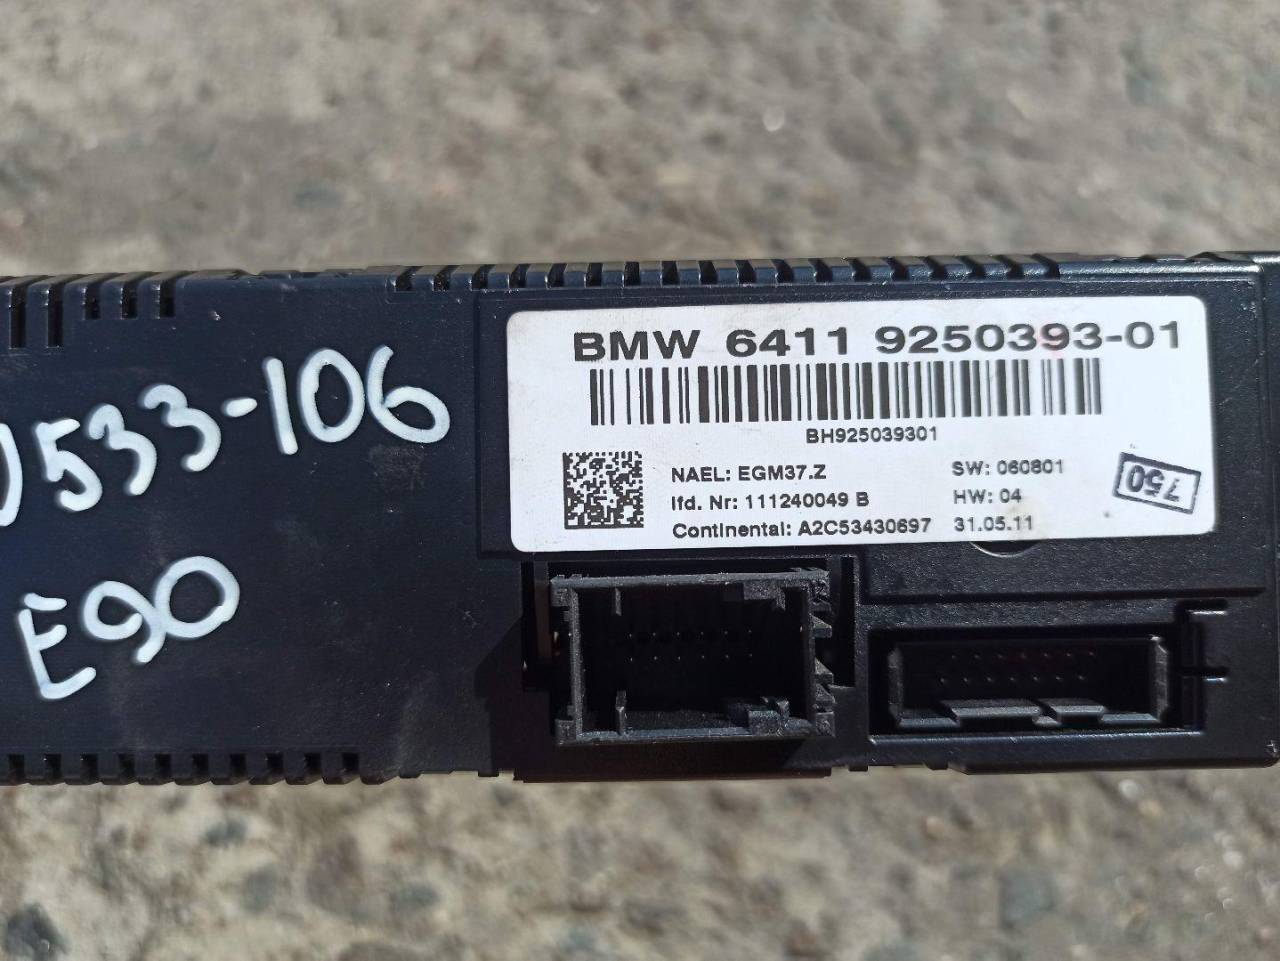 BMW 6411 9250393-01
BH925039301
NAEL: EGM37.Z
SW: 060801
lfd. Nr: 111240049 B
HW: 04
Continental: A2C53430697
31.05.11
750
533-106
E90